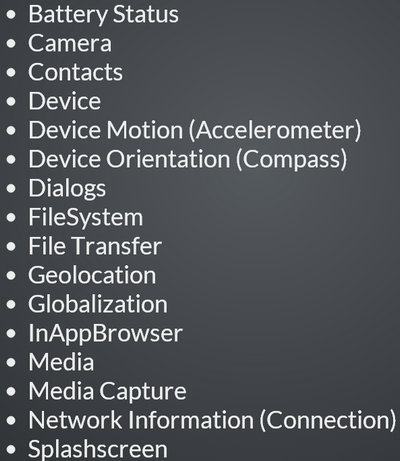 • Battery Status
• Camera
• Contacts
• Device
• Device Motion (Accelerometer)
• Device Orientation (Compass)
• Dialogs
• FileSystem
• File Transfer
• Geolocation
• Globalization
• InAppBrowser
• Media
• Media Capture
• Network Information (Connection)
• Splashscreen